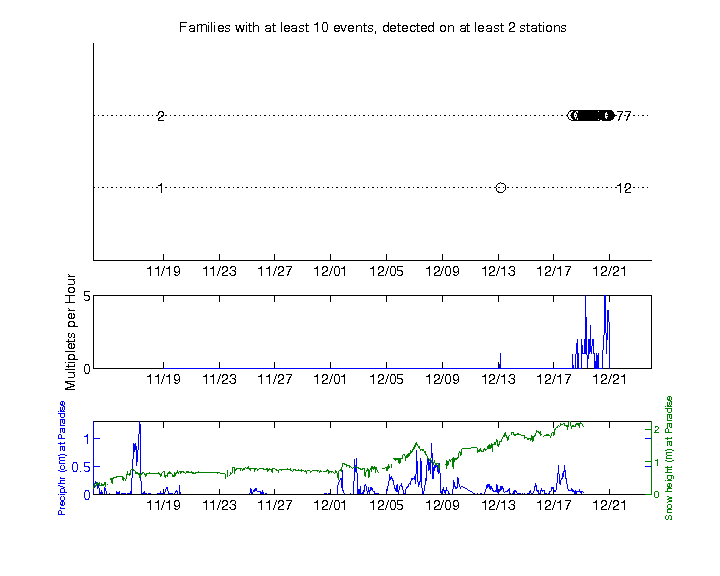 Families with at least 10 events, detected on at least 2 stations
2 77
1 12
11/19 11/23 11/27 12/01 12/05 12/09 12/13 12/17 12/21
Multiplets per Hour
5
0
11/19 11/23 11/27 12/01 12/05 12/09 12/13 12/17 12/21
Precip/hr (cm) at Paradise
1
0.5
0
2
1
0
Snow height (m) at Paradise
11/19 11/23 11/27 12/01 12/05 12/09 12/13 12/17 12/21